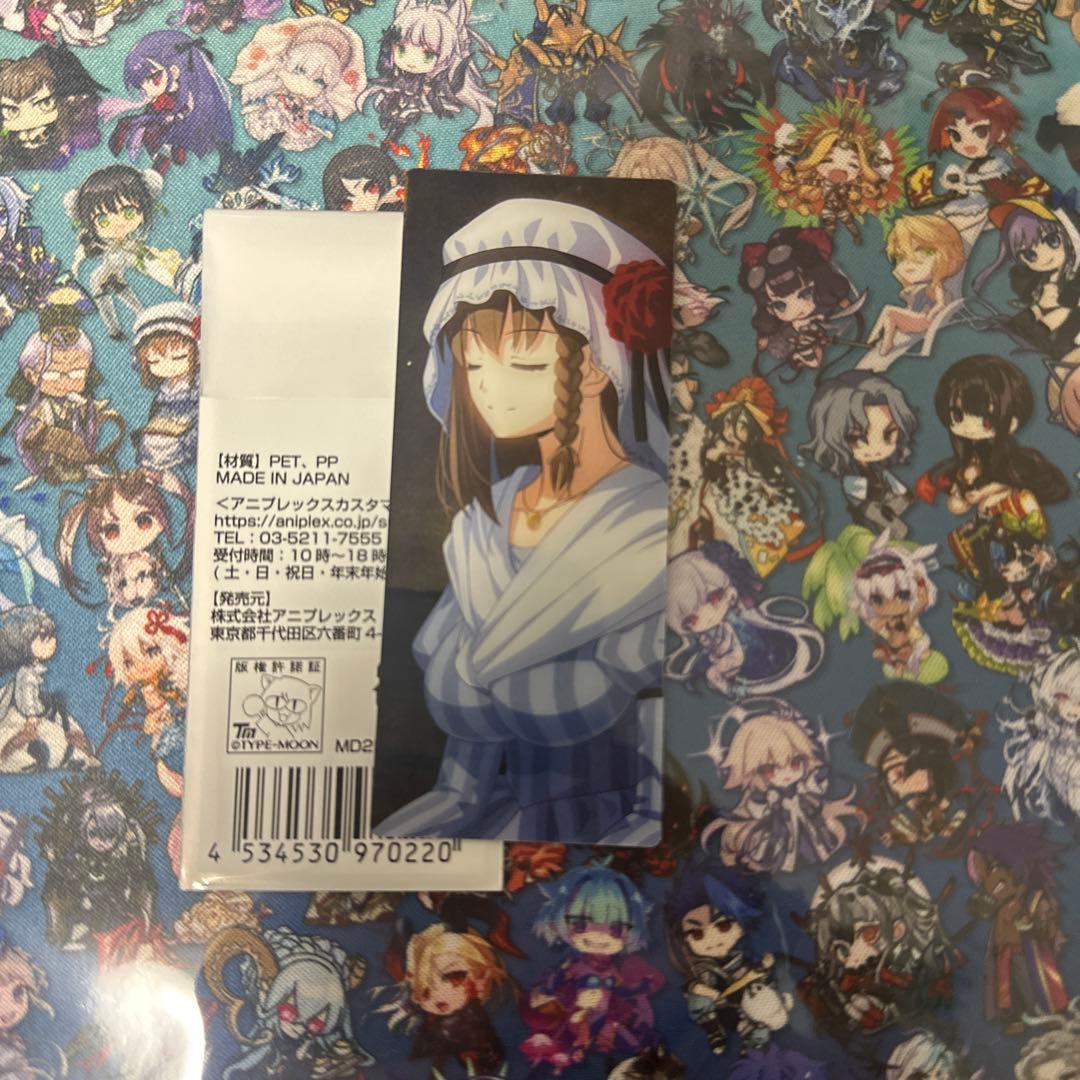 【材質】PET、PP
MADE IN JAPAN
<アニプレックスカスタマ
https://aniplex.co.jp/s
TEL：03-5211-7555
受付時間：10時～18時
(土・日・祝日・年末年始
【発売元】
株式会社アニプレックス
東京都千代田区六番町4-
版権許諾証
TM
©TYPE-MOON
MD2
4 534530 970220